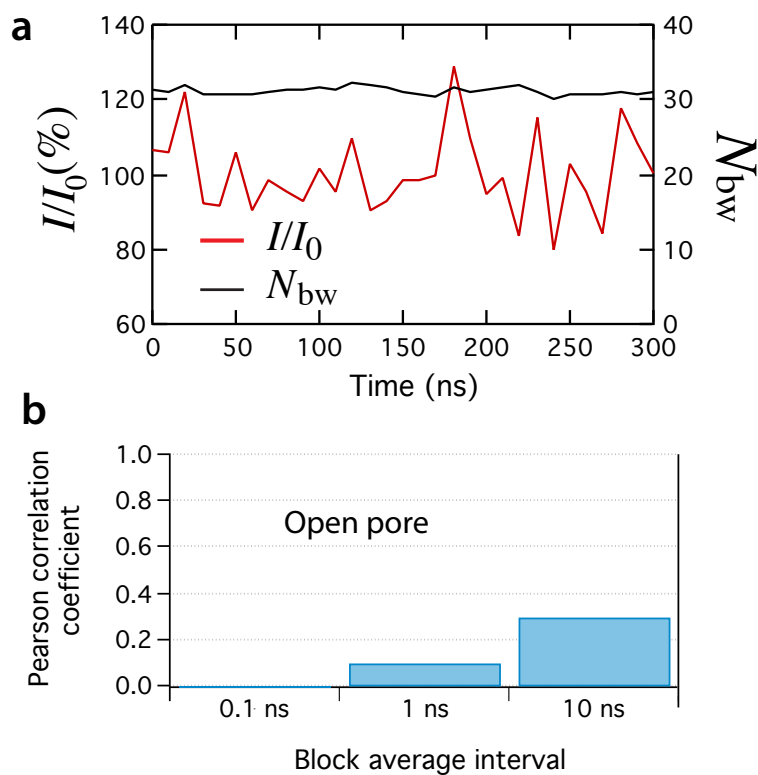 a
140
120
100
80
60
I/I0(%)
40
30
20
10
0
Nbw
I/I0
Nbw
0 50 100 150 200 250 300
Time (ns)
b
Pearson correlation
coefficient
1.0
0.8
0.6
0.4
0.2
0.0
Open pore
0.1 ns 1 ns 10 ns
Block average interval